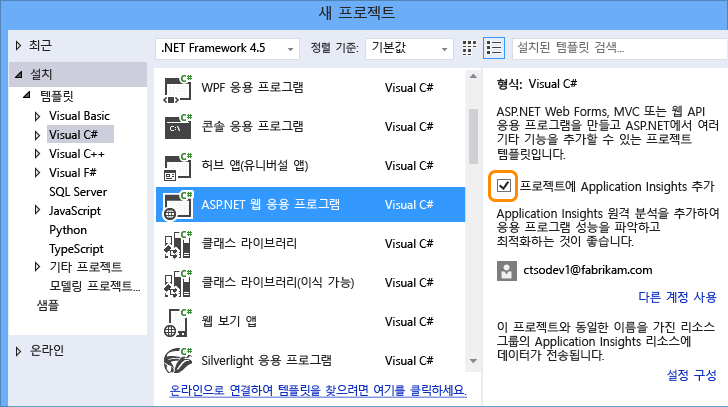 새 프로젝트
최근
.NET Framework 4.5
정렬 기준:
기본값
설치된 템플릿 검색...
설치
템플릿
Visual Basic
Visual C#
Visual C++
Visual F#
SQL Server
JavaScript
Python
TypeScript
기타 프로젝트
모델링 프로젝트...
샘플
온라인
WPF 응용 프로그램 Visual C#
콘솔 응용 프로그램 Visual C#
허브 앱(유니버설 앱) Visual C#
ASP.NET 웹 응용 프로그램 Visual C#
클래스 라이브러리 Visual C#
클래스 라이브러리(이식 가능) Visual C#
웹 보기 앱 Visual C#
Silverlight 응용 프로그램 Visual C#
온라인으로 연결하여 템플릿을 찾으려면 여기를 클릭하세요.
형식: Visual C#
ASP.NET Web Forms, MVC 또는 웹 API
응용 프로그램을 만들고 ASP.NET에서 여러
기타 기능을 추가할 수 있는 프로젝트
템플릿입니다.
프로젝트에 Application Insights 추가
Application Insights 원격 분석을 추가하여
응용 프로그램 성능을 파악하고
최적화하는 것이 좋습니다.
ctsodev1@fabrikam.com
다른 계정 사용
이 프로젝트와 동일한 이름을 가진 리소스
그룹의 Application Insights 리소스에
데이터가 전송됩니다.
설정 구성